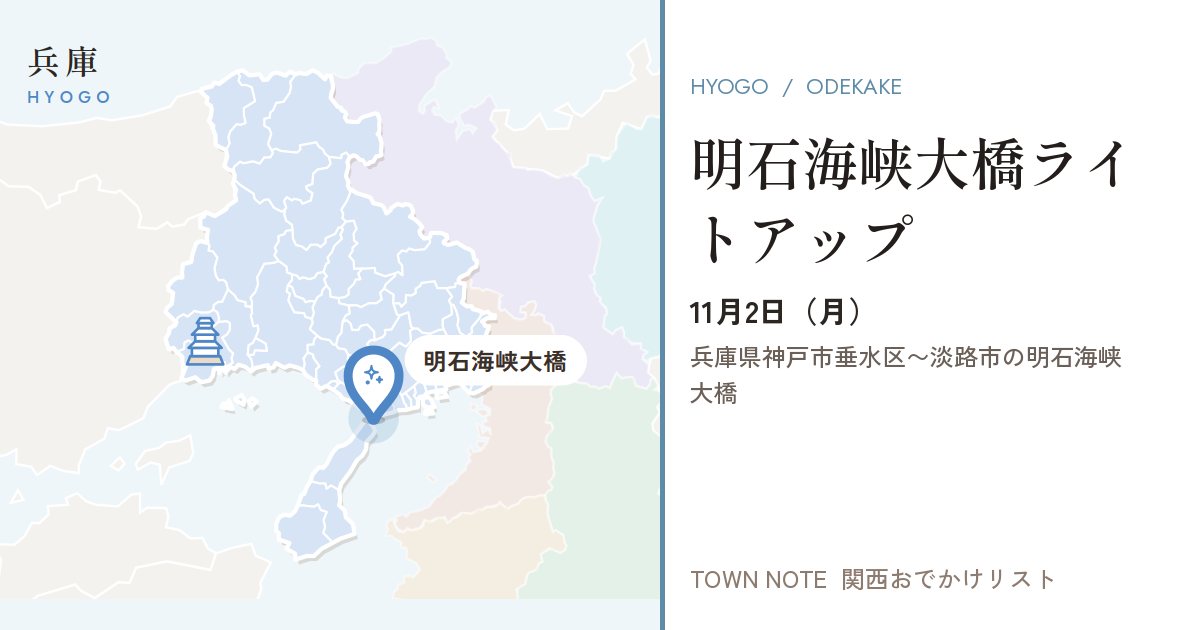 兵庫
HYOGO
明石海峡大橋
HYOGO / ODEKAKE
明石海峡大橋ライ
トアップ
11月2日（月）
兵庫県神戸市垂水区〜淡路市の明石海峡
大橋
TOWN NOTE 関西おでかけリスト